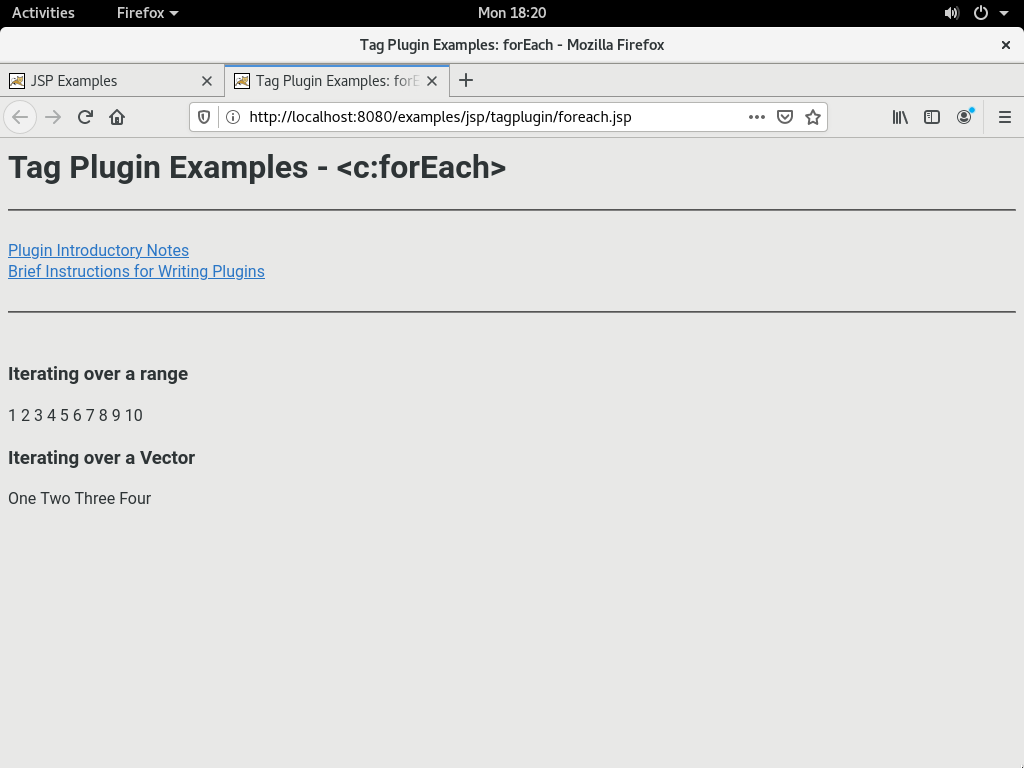 Activities Firefox Mon 18:20
Tag Plugin Examples: forEach - Mozilla Firefox
JSP Examples Tag Plugin Examples: forE
http://localhost:8080/examples/jsp/tagplugin/foreach.jsp
Tag Plugin Examples - <c:forEach>
Plugin Introductory Notes
Brief Instructions for Writing Plugins
Iterating over a range
1 2 3 4 5 6 7 8 9 10
Iterating over a Vector
One Two Three Four